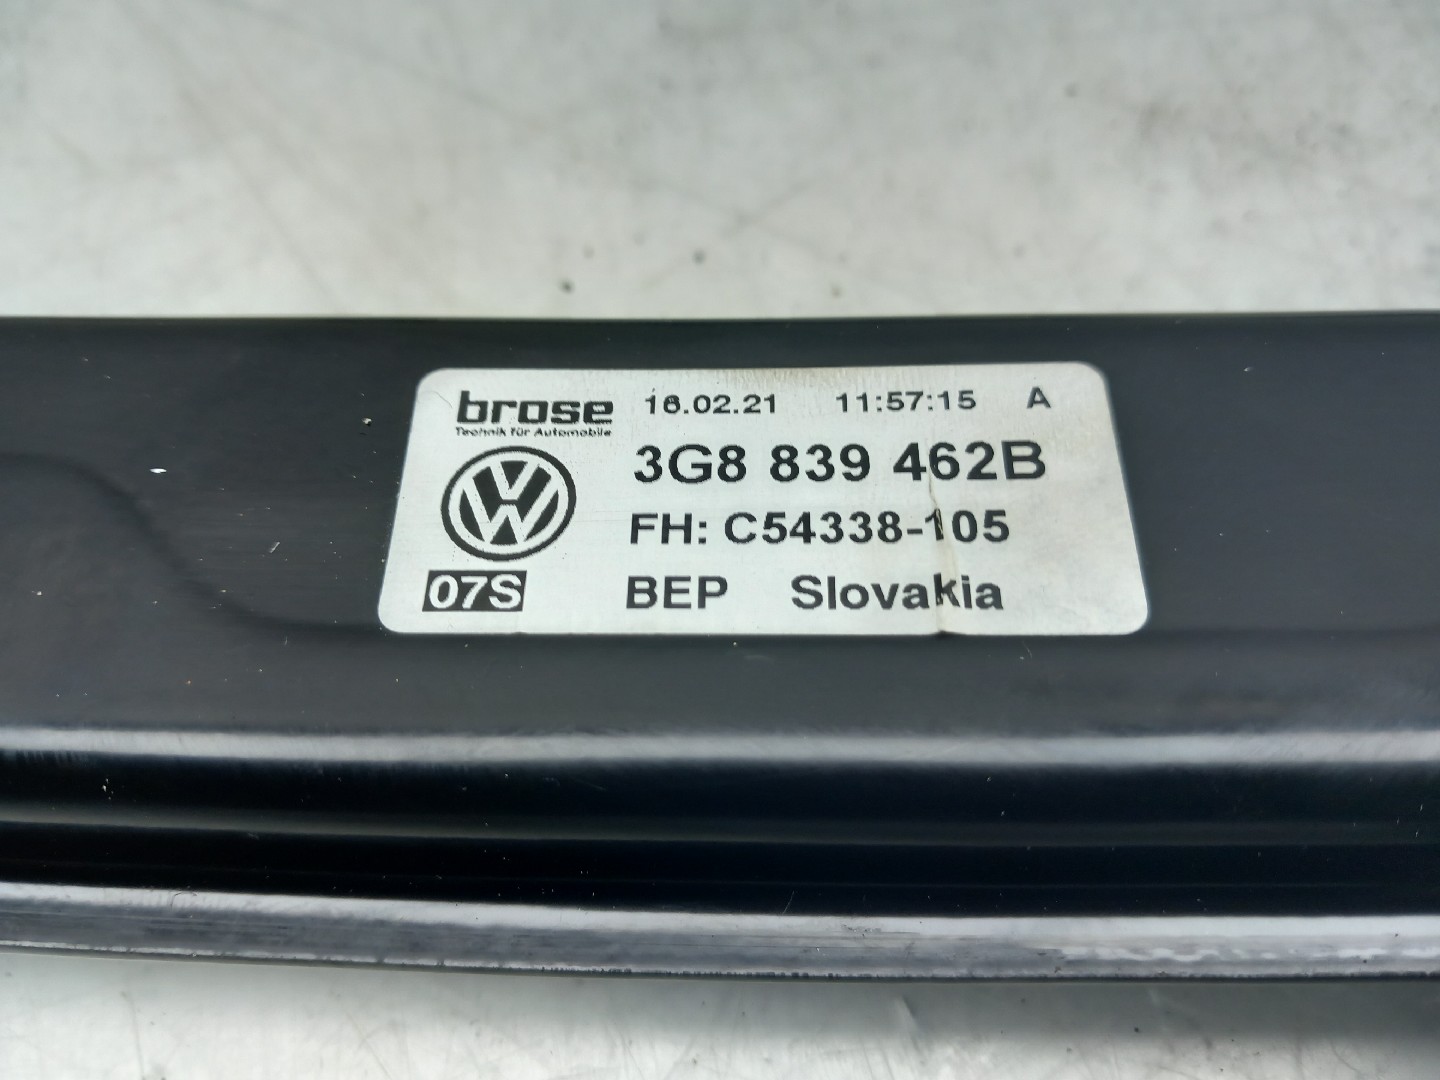 brose 16.02.21 11:57:15 A
Technik für Automobile
3G8 839 462B
FH: C54338-105
07S BEP Slovakia